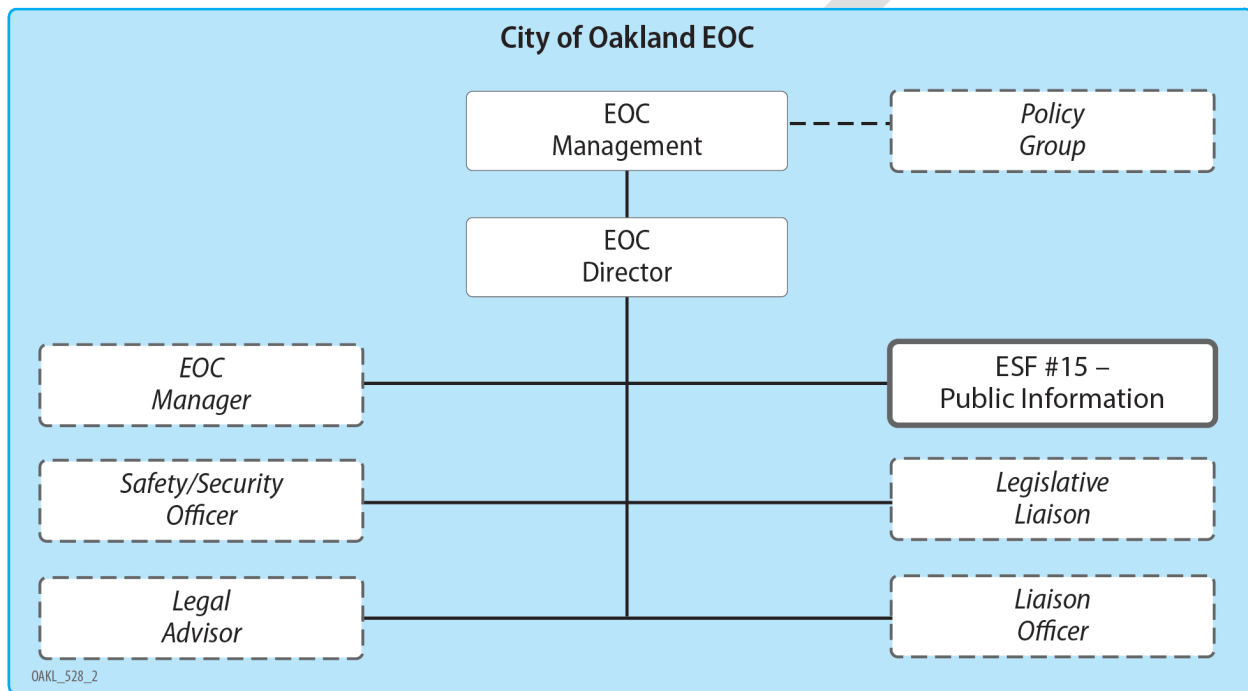 City of Oakland EOC
EOC
Management
Policy
Group
EOC
Director
EOC
Manager
ESF #15 –
Public Information
Safety/Security
Officer
Legislative
Liaison
Legal
Advisor
Liaison
Officer
OAKL_528_2